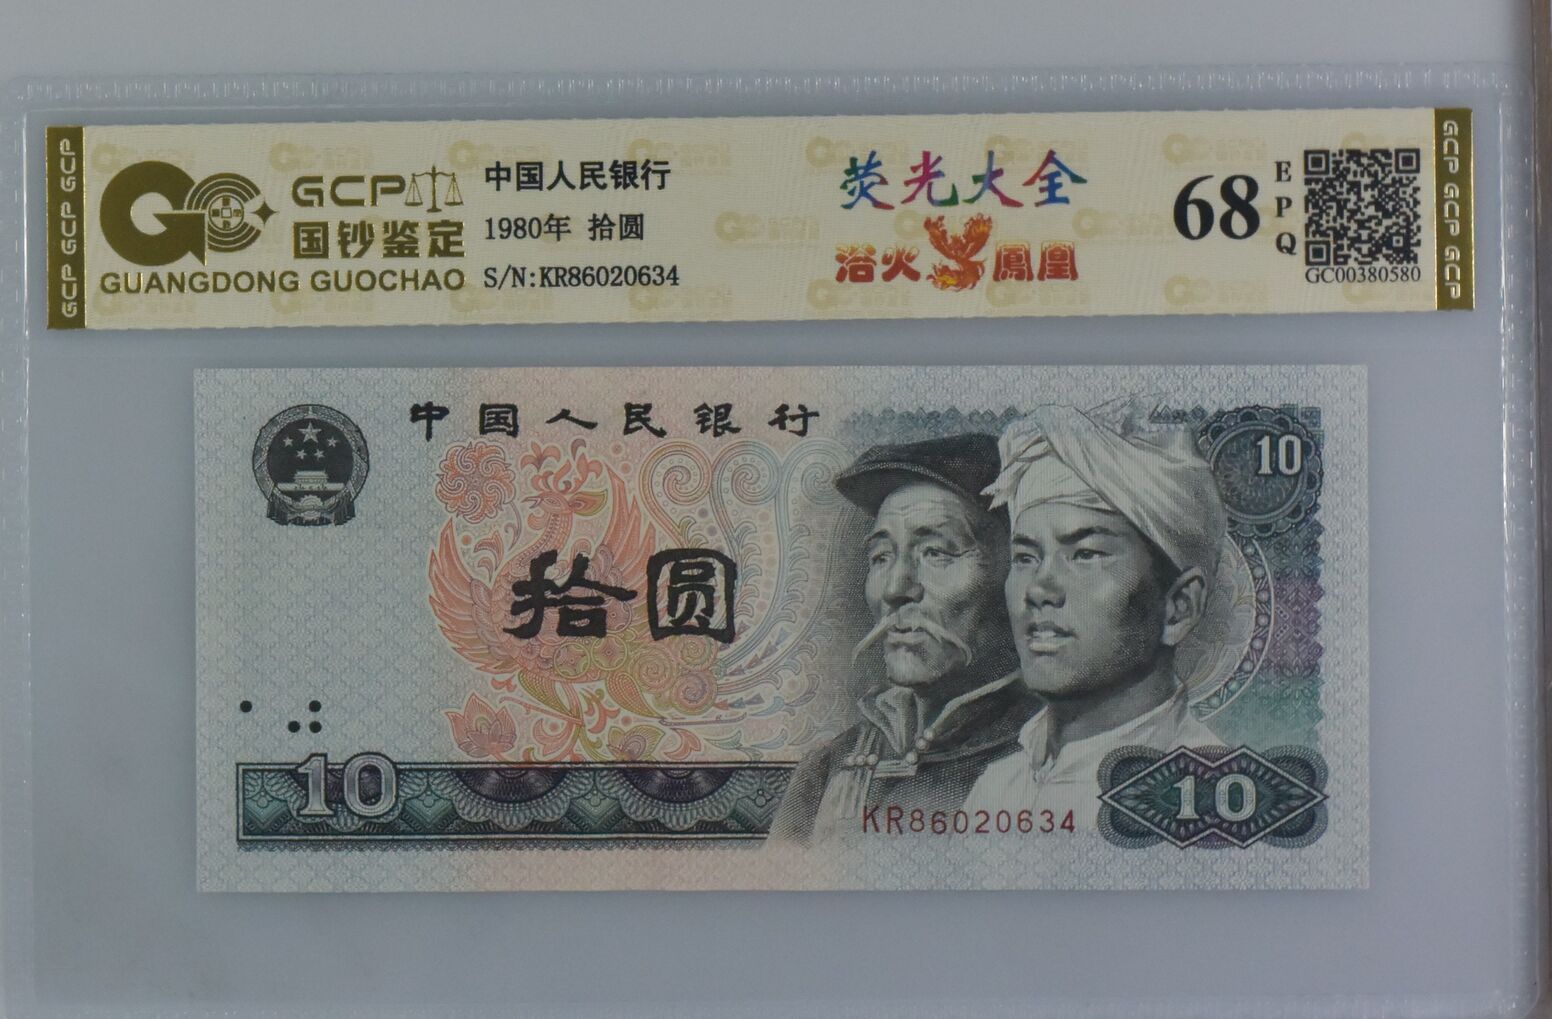 GCP GCP GCP
GCP
国钞鉴定
GUANGDONG GUOCHAO
中国人民银行
1980年 拾圆
S/N:KR86020634
荧光大全
浴火鳳凰
68
EPQ
GC00380580
GCP GCP GCP
中国人民银行
10
拾圆
10
KR86020634
10